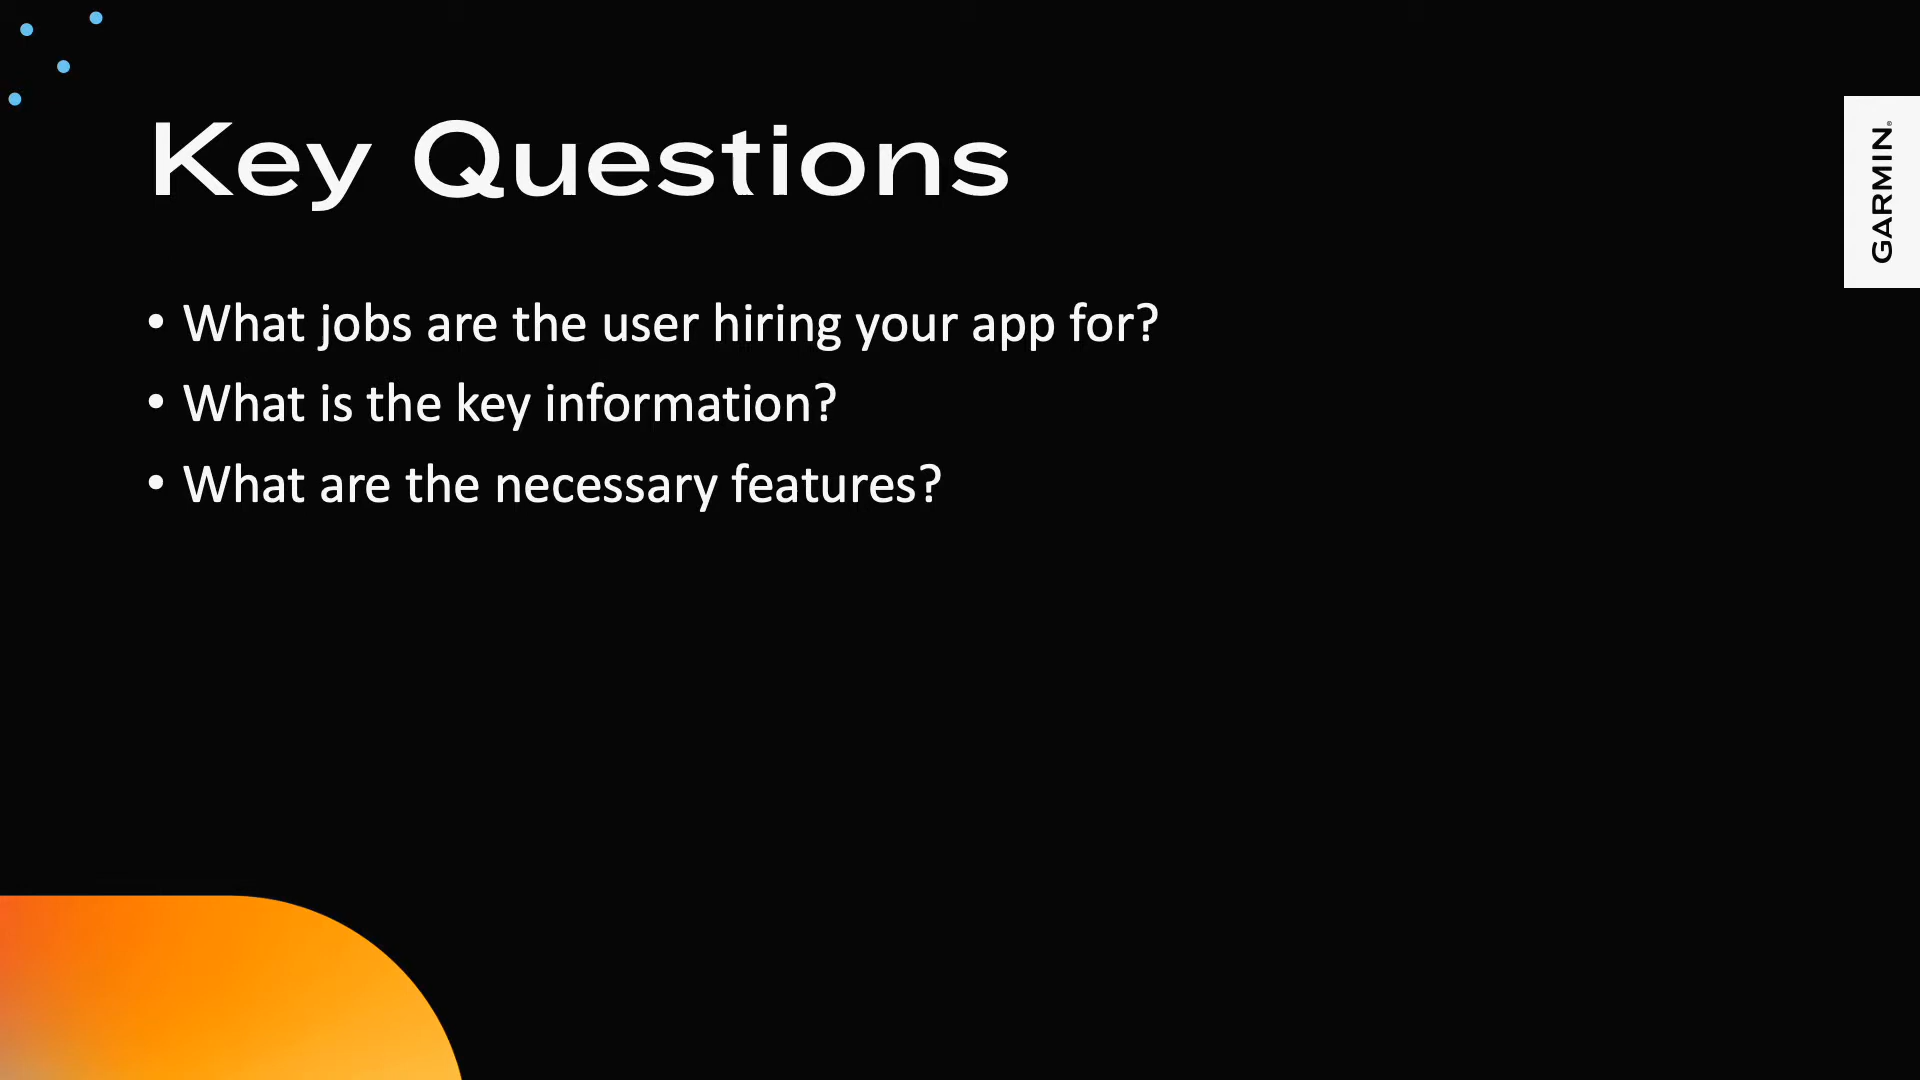 Key Questions
• What jobs are the user hiring your app for?
• What is the key information?
• What are the necessary features?
GARMIN®